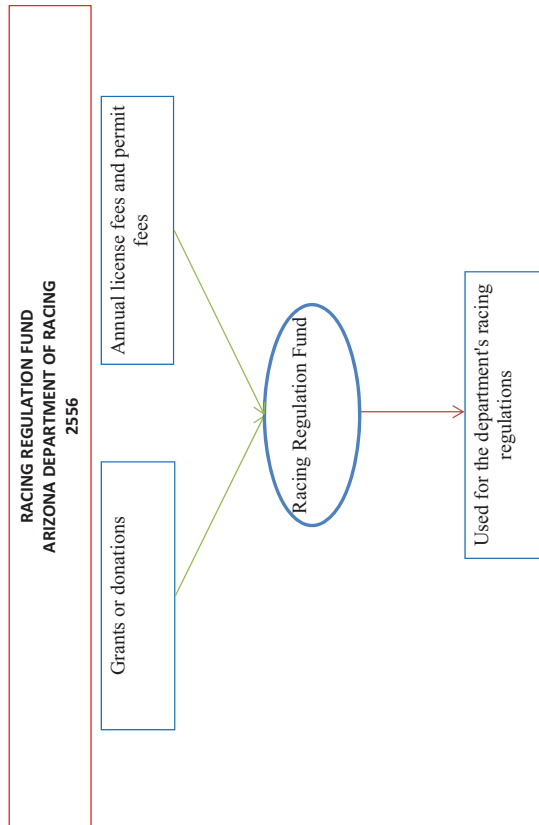 RACING REGULATION FUND
ARIZONA DEPARTMENT OF RACING
2556
Grants or donations
Annual license fees and permit
fees
Racing Regulation Fund
Used for the department's racing
regulations